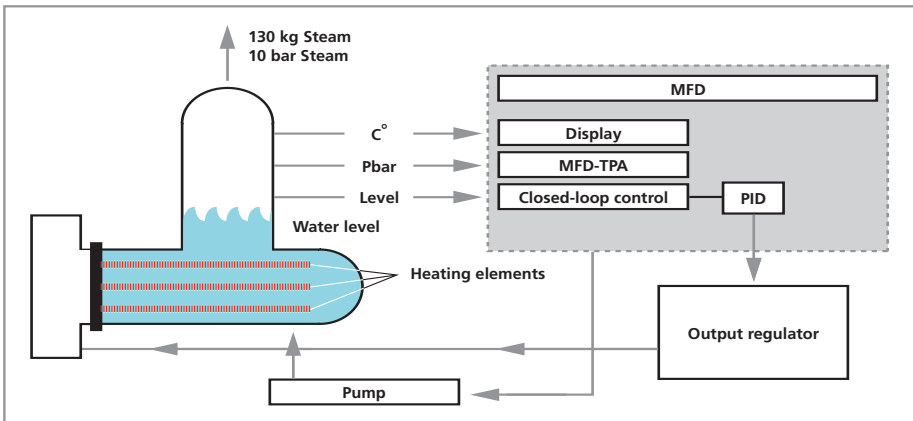 130 kg Steam
10 bar Steam
MFD
C°
Display
Pbar
MFD-TPA
Level
Closed-loop control
PID
Water level
Heating elements
Output regulator
Pump